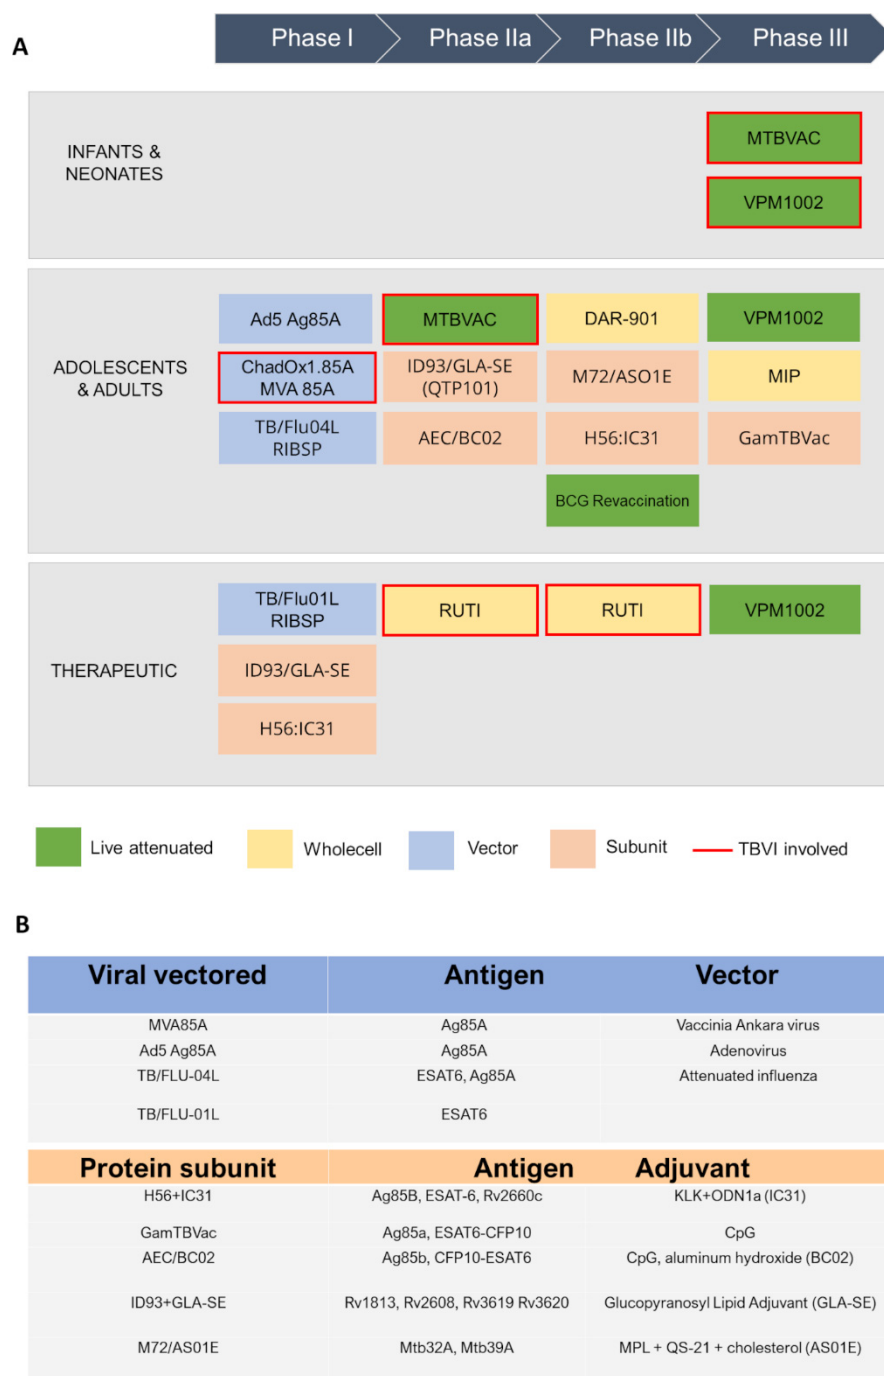 A
Phase I
Phase IIa
Phase IIb
Phase III
INFANTS &
NEONATES
MTBVAC
VPM1002
ADOLESCENTS
& ADULTS
Ad5 Ag85A
MTBVAC
DAR-901
VPM1002
ChadOx1.85A
MVA 85A
ID93/GLA-SE
(QTP101)
M72/ASO1E
MIP
TB/Flu04L
RIBSP
AEC/BC02
H56:IC31
GamTBVac
BCG Revaccination
THERAPEUTIC
TB/Flu01L
RIBSP
RUTI
RUTI
VPM1002
ID93/GLA-SE
H56:IC31
Live attenuated
Wholecell
Vector
Subunit
TBVI involved
B
Viral vectored Antigen Vector
MVA85A Ag85A Vaccinia Ankara virus
Ad5 Ag85A Ag85A Adenovirus
TB/FLU-04L ESAT6, Ag85A Attenuated influenza
TB/FLU-01L ESAT6
Protein subunit Antigen Adjuvant
H56+IC31 Ag85B, ESAT-6, Rv2660c KLK+ODN1a (IC31)
GamTBVac Ag85a, ESAT6-CFP10 CpG
AEC/BC02 Ag85b, CFP10-ESAT6 CpG, aluminum hydroxide (BC02)
ID93+GLA-SE Rv1813, Rv2608, Rv3619 Rv3620 Glucopyranosyl Lipid Adjuvant (GLA-SE)
M72/AS01E Mtb32A, Mtb39A MPL + QS-21 + cholesterol (AS01E)